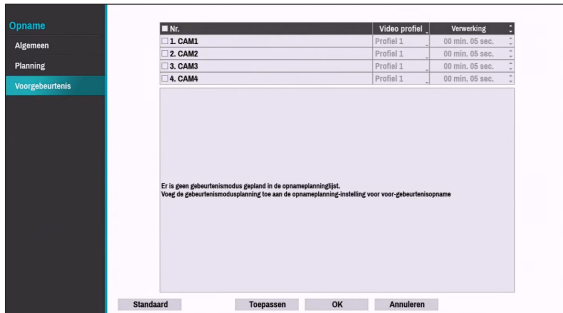 Opname
Algemeen
Planning
Voorgebeurtenis
Nr. Video profiel Verwerking
1. CAM1 Profiel 1 00 min. 05 sec.
2. CAM2 Profiel 1 00 min. 05 sec.
3. CAM3 Profiel 1 00 min. 05 sec.
4. CAM4 Profiel 1 00 min. 05 sec.
Er is geen gebeurtenismodus gepland in de opnameplanninglijst.
Voeg de gebeurtenismodusplanning toe aan de opnameplanning-instelling voor voor-gebeurtenisopname
Standaard Toepassen OK Annuleren